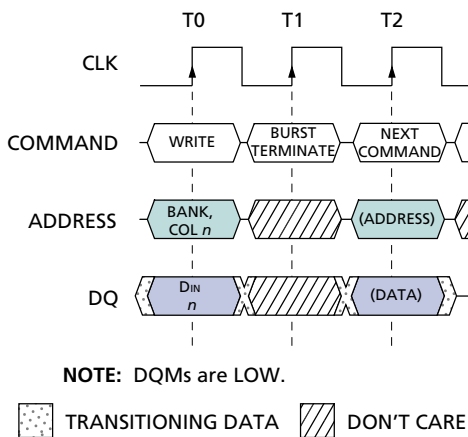 T0 T1 T2
CLK
COMMAND WRITE BURST TERMINATE NEXT COMMAND
ADDRESS BANK, COL n (ADDRESS)
DQ DIN n (DATA)
NOTE: DQMs are LOW.
TRANSITIONING DATA DON'T CARE